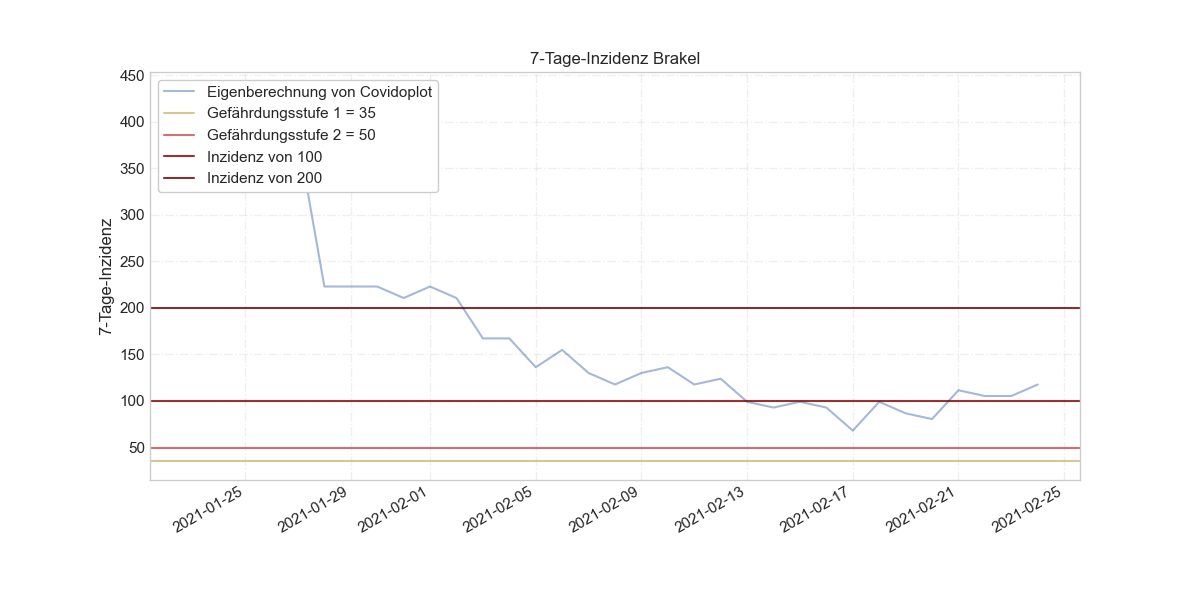 7-Tage-Inzidenz Brakel
450
400
350
300
250
200
150
100
50
7-Tage-Inzidenz
Eigenberechnung von Covidoplot
Gefährdungsstufe 1 = 35
Gefährdungsstufe 2 = 50
Inzidenz von 100
Inzidenz von 200
2021-01-25
2021-01-29
2021-02-01
2021-02-05
2021-02-09
2021-02-13
2021-02-17
2021-02-21
2021-02-25